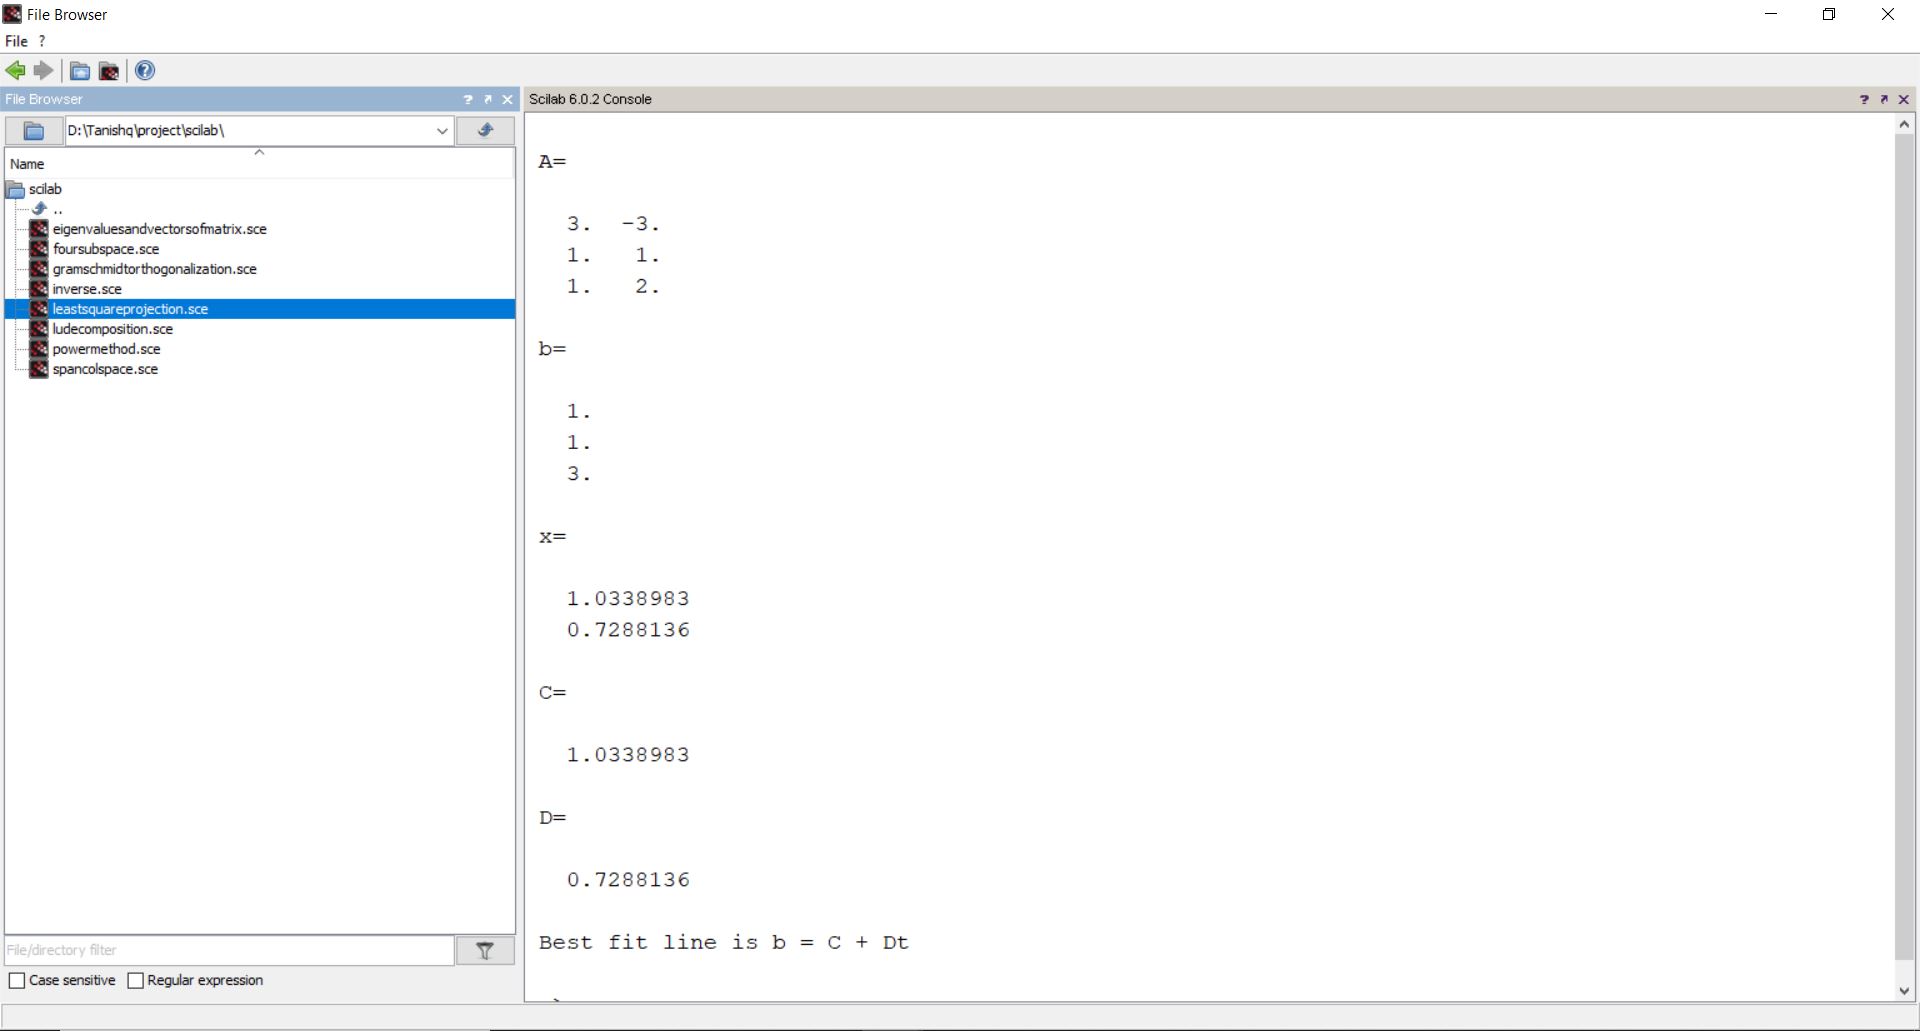 File Browser
File ?
File Browser
D:\Tanishq\project\scilab\
Name
scilab
..
eigenvaluesandvectorsofmatrix.sce
foursubspace.sce
gramschmidtorthogonalization.sce
inverse.sce
leastsquareprojection.sce
ludecomposition.sce
powermethod.sce
spancolspace.sce
File/directory filter
Case sensitive Regular expression
Scilab 6.0.2 Console
A=
3. -3.
1. 1.
1. 2.
b=
1.
1.
3.
x=
1.0338983
0.7288136
C=
1.0338983
D=
0.7288136
Best fit line is b = C + Dt